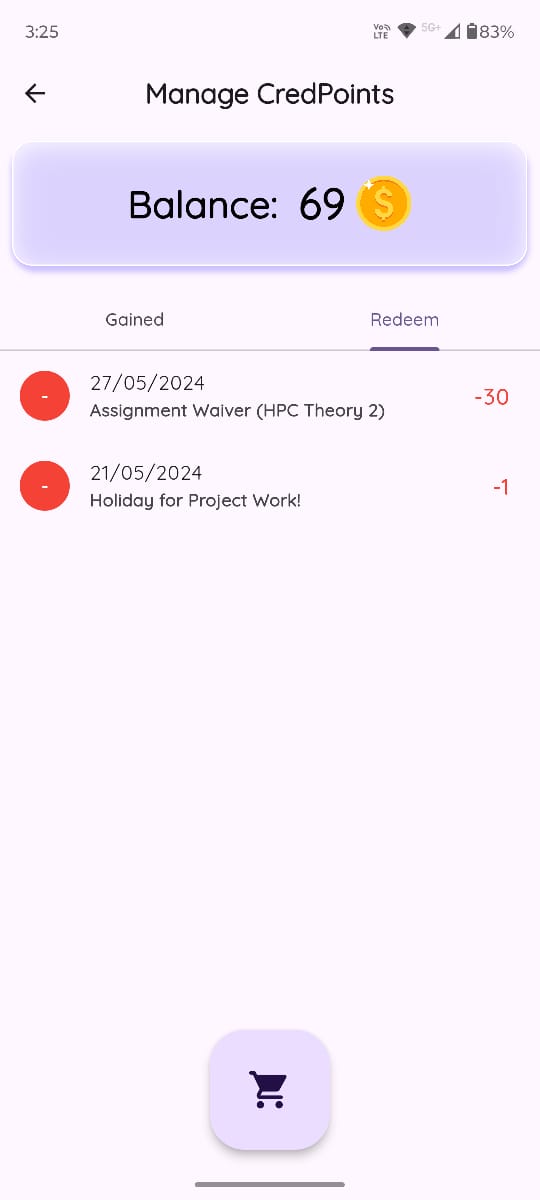 3:25
Vo))
LTE
5G+
83%
Manage CredPoints
Balance: 69
$
Gained
Redeem
-
27/05/2024
Assignment Waiver (HPC Theory 2)
-30
-
21/05/2024
Holiday for Project Work!
-1